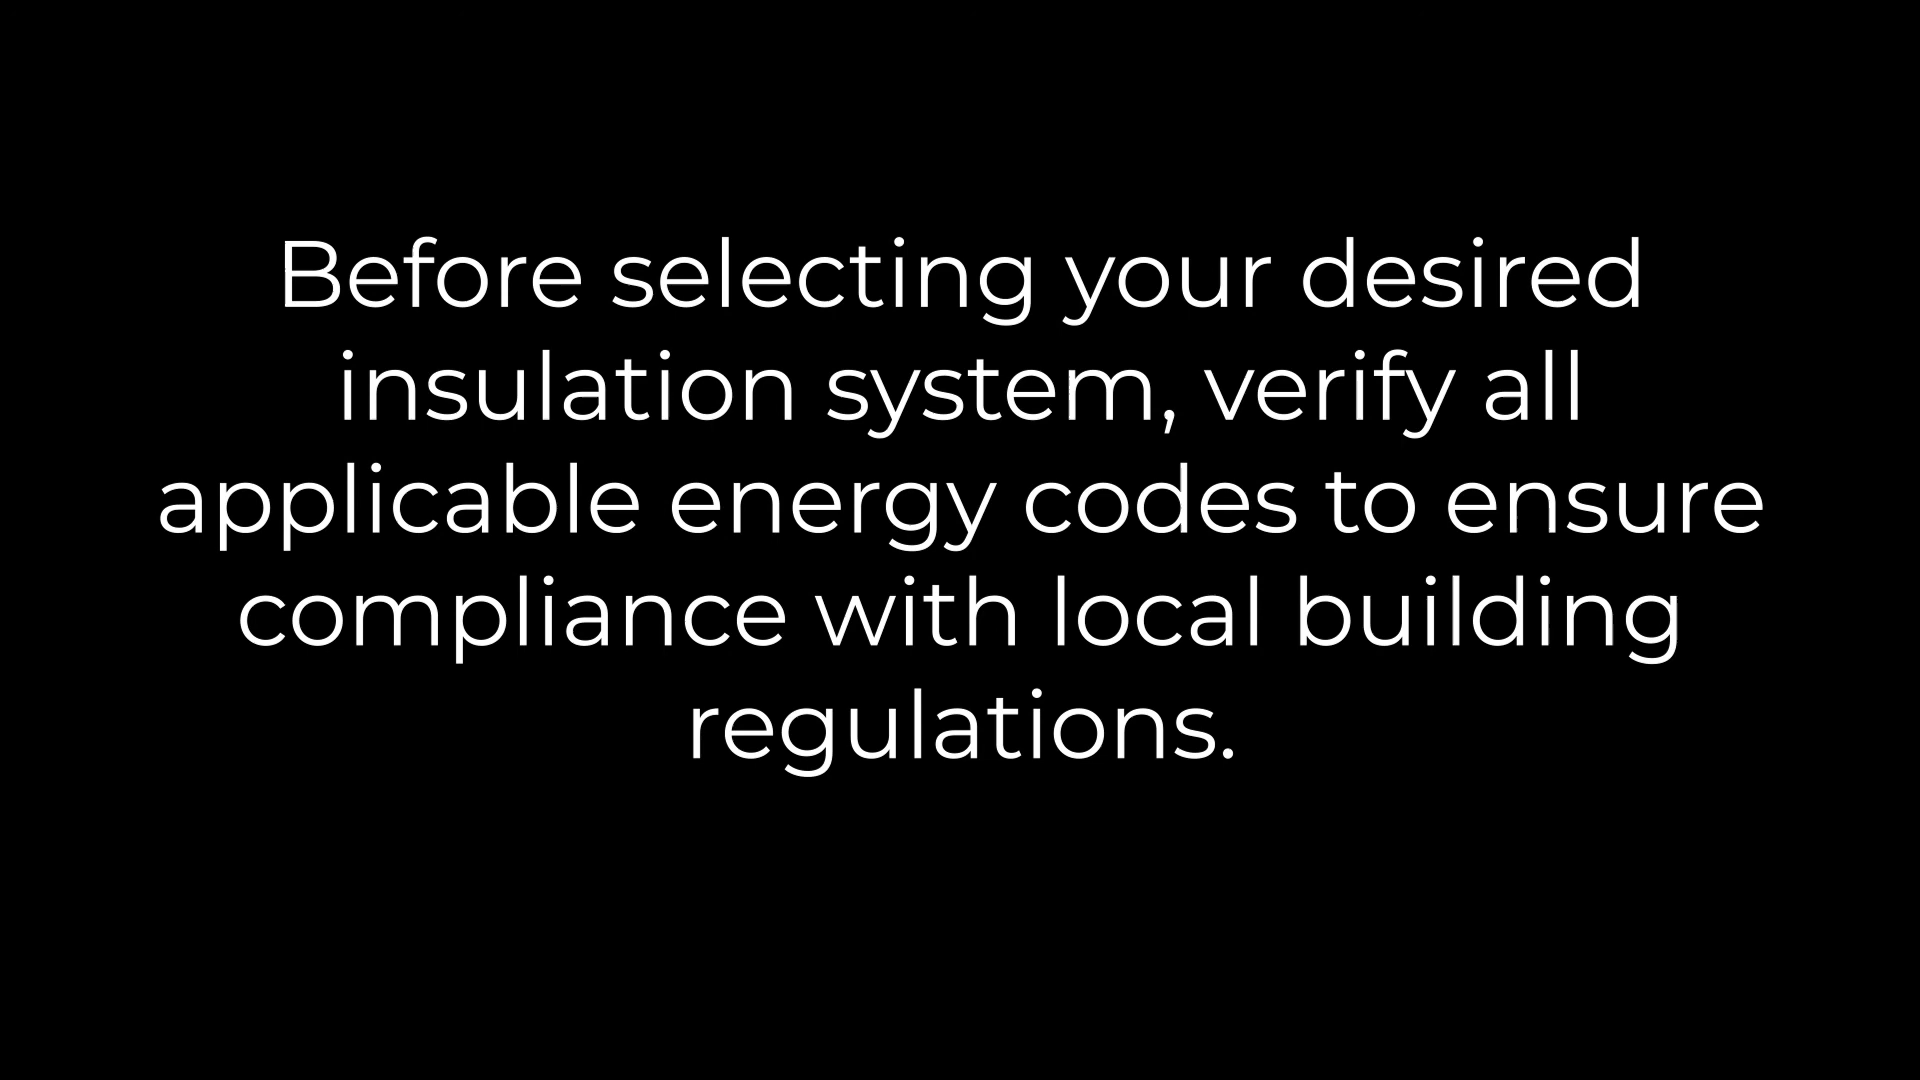 Before selecting your desired
insulation system, verify all
applicable energy codes to ensure
compliance with local building
regulations.